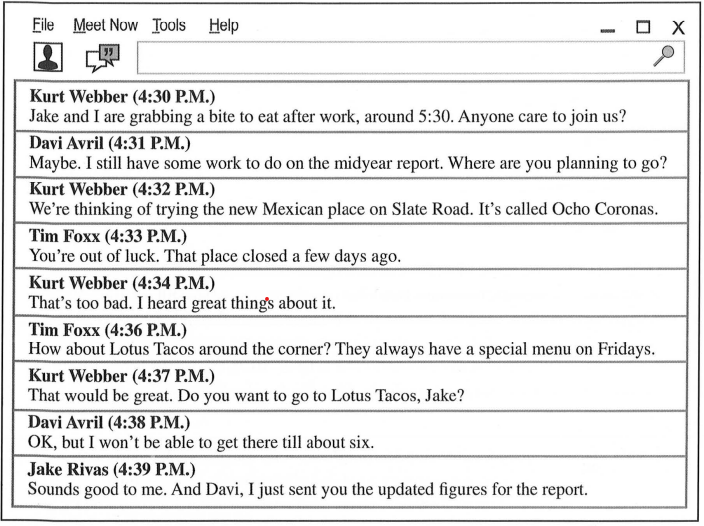 File Meet Now Tools Help
Kurt Webber (4:30 P.M.)
Jake and I are grabbing a bite to eat after work, around 5:30. Anyone care to join us?
Davi Avril (4:31 P.M.)
Maybe. I still have some work to do on the midyear report. Where are you planning to go?
Kurt Webber (4:32 P.M.)
We're thinking of trying the new Mexican place on Slate Road. It's called Ocho Coronas.
Tim Foxx (4:33 P.M.)
You're out of luck. That place closed a few days ago.
Kurt Webber (4:34 P.M.)
That's too bad. I heard great things about it.
Tim Foxx (4:36 P.M.)
How about Lotus Tacos around the corner? They always have a special menu on Fridays.
Kurt Webber (4:37 P.M.)
That would be great. Do you want to go to Lotus Tacos, Jake?
Davi Avril (4:38 P.M.)
OK, but I won't be able to get there till about six.
Jake Rivas (4:39 P.M.)
Sounds good to me. And Davi, I just sent you the updated figures for the report.